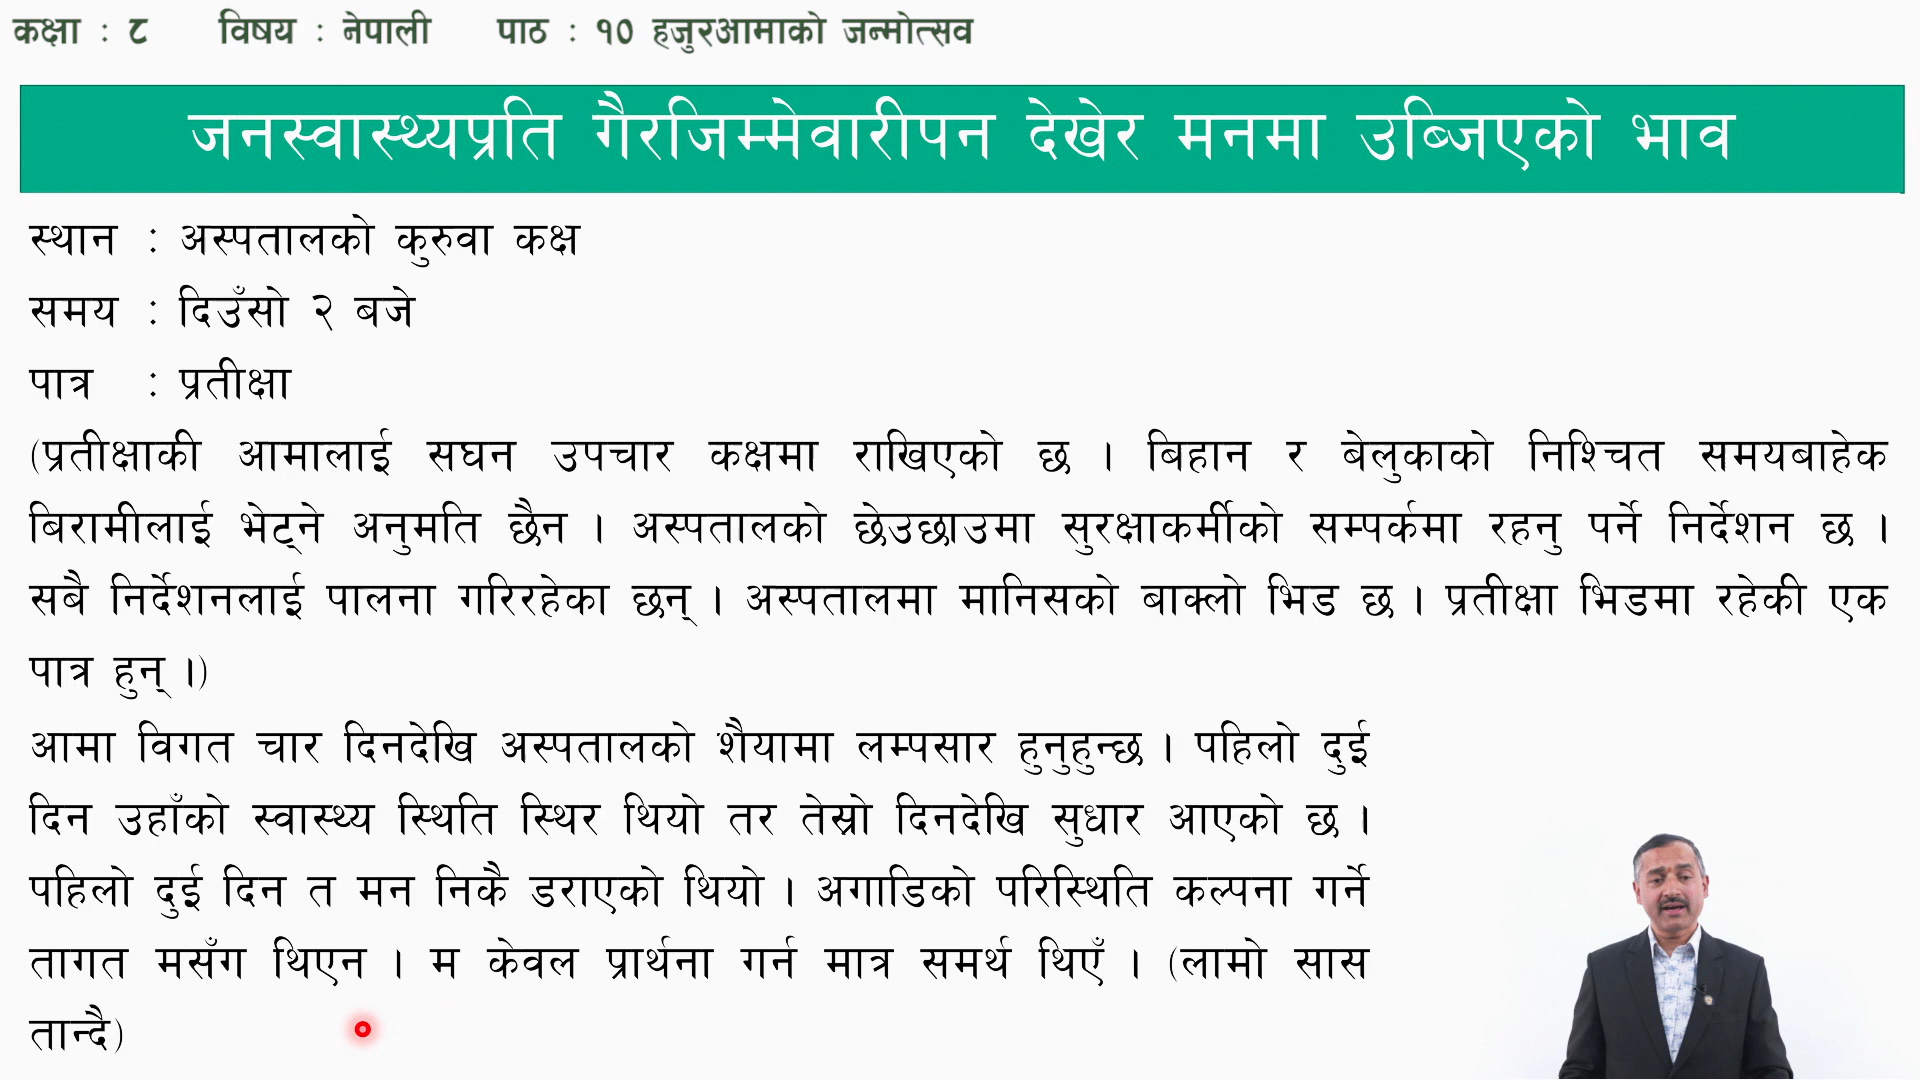 कक्षा : ८ विषय : नेपाली पाठ : १० हजुरआमाको जन्मोत्सव
जनस्वास्थ्यप्रति गैरजिम्मेवारीपन देखेर मनमा उब्जिएको भाव
स्थान : अस्पतालको कुरुवा कक्ष
समय : दिउँसो २ बजे
पात्र : प्रतीक्षा
(प्रतीक्षाकी आमालाई सघन उपचार कक्षमा राखिएको छ । बिहान र बेलुकाको निश्चित समयबाहेक
बिरामीलाई भेट्ने अनुमति छैन । अस्पतालको छेउछाउमा सुरक्षाकर्मीको सम्पर्कमा रहनु पर्ने निर्देशन छ ।
सबै निर्देशनलाई पालना गरिरहेका छन् । अस्पतालमा मानिसको बाक्लो भिड छ । प्रतीक्षा भिडमा रहेकी एक
पात्र हुन् ।)
आमा विगत चार दिनदेखि अस्पतालको शैयामा लम्पसार हुनुहुन्छ । पहिलो दुई
दिन उहाँको स्वास्थ्य स्थिति स्थिर थियो तर तेस्रो दिनदेखि सुधार आएको छ ।
पहिलो दुई दिन त मन निकै डराएको थियो । अगाडिको परिस्थिति कल्पना गर्ने
तागत मसँग थिएन । म केवल प्रार्थना गर्न मात्र समर्थ थिएँ । (लामो सास
तान्दै)